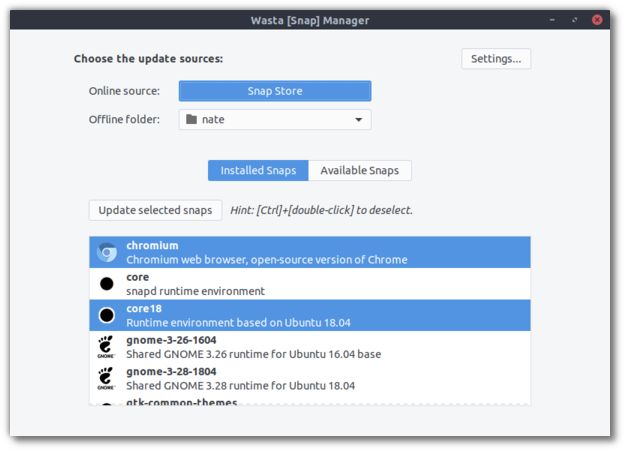 Wasta [Snap] Manager
Choose the update sources:
Settings...
Online source:
Snap Store
Offline folder:
nate
Installed Snaps
Available Snaps
Update selected snaps
Hint: [Ctrl]+[double-click] to deselect.
chromium
Chromium web browser, open-source version of Chrome
core
snapd runtime environment
core18
Runtime environment based on Ubuntu 18.04
gnome-3-26-1604
GNOME™
Shared GNOME 3.26 runtime for Ubuntu 16.04 base
gnome-3-28-1804
GNOME™
Shared GNOME 3.28 runtime for Ubuntu 18.04
gtk-common-themes